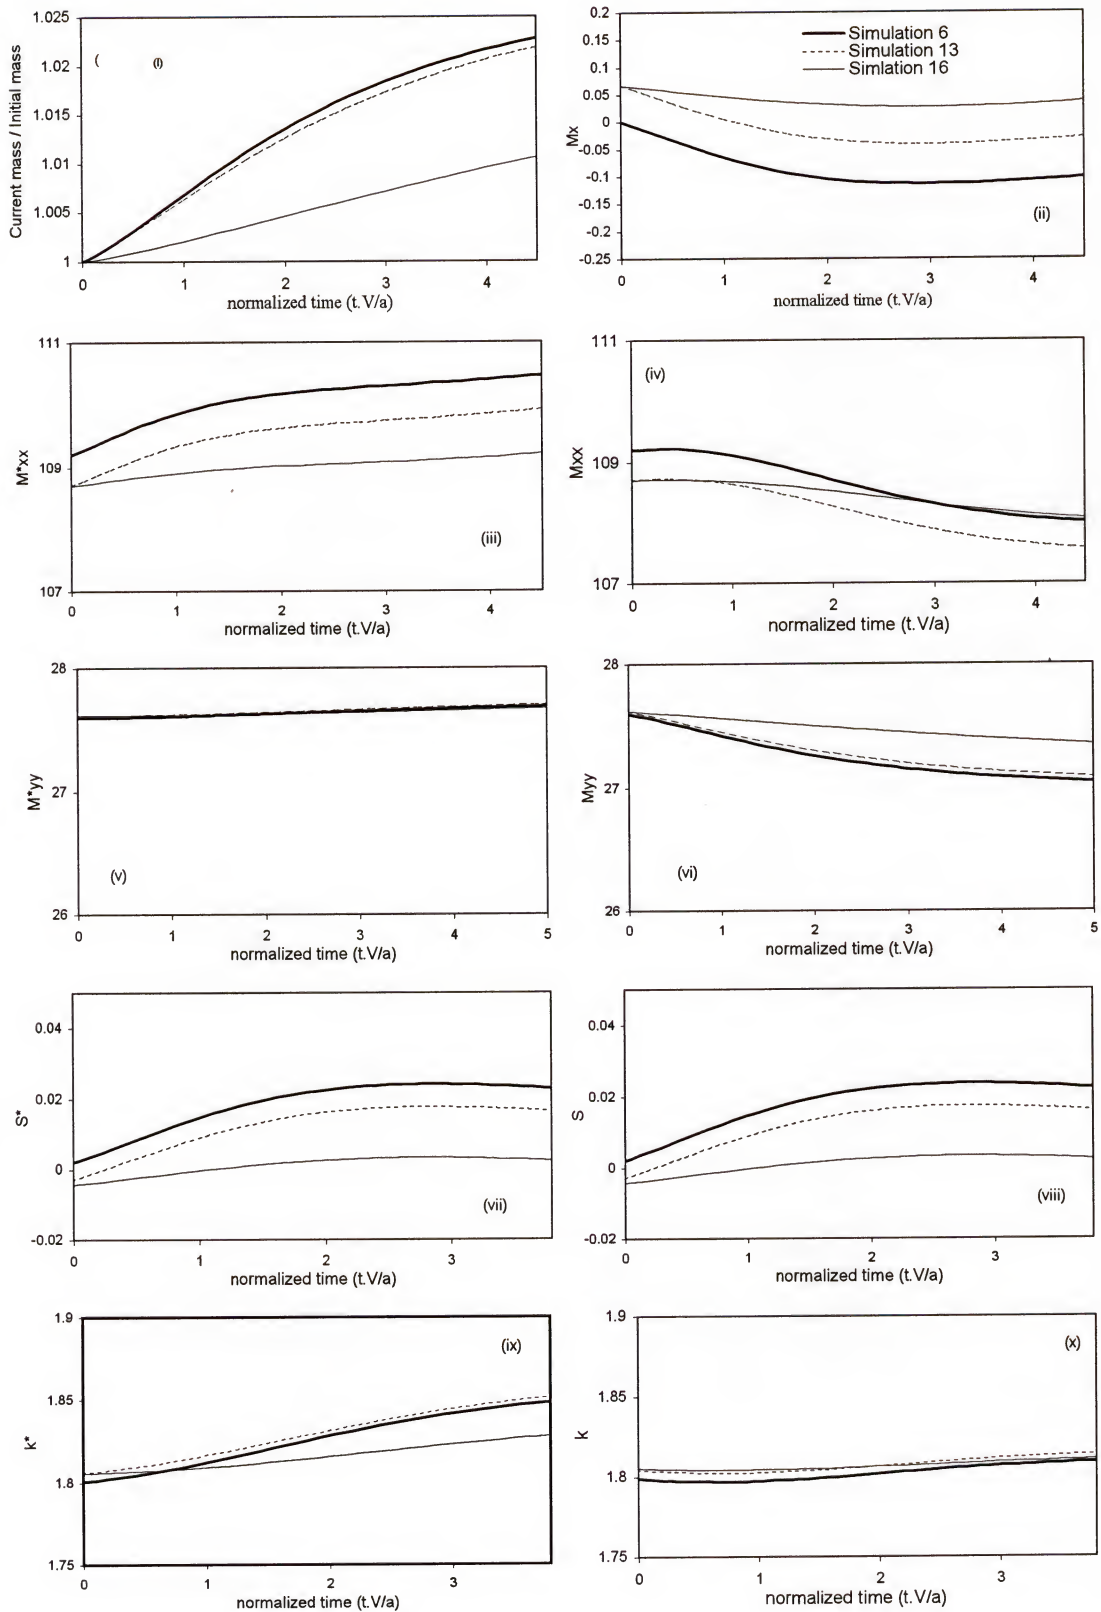 1.025
1.02
1.015
1.01
1.005
1
Current mass / Initial mass
(
(i)
0 1 2 3 4
normalized time (t.V/a)
0.2
0.15
0.1
0.05
0
-0.05
-0.1
-0.15
-0.2
-0.25
Mx
Simulation 6
Simulation 13
Simlation 16
(ii)
0 1 2 3 4
normalized time (t.V/a)
111
109
107
M*xx
(iii)
0 1 2 3 4
normalized time (t.V/a)
111
109
107
Mxx
(iv)
0 1 2 3 4
normalized time (t.V/a)
28
27
26
M*yy
(v)
0 1 2 3 4 5
normalized time (t.V/a)
28
27
26
Myy
(vi)
0 1 2 3 4 5
normalized time (t.V/a)
0.04
0.02
0
-0.02
S*
(vii)
0 1 2 3
normalized time (t.V/a)
0.04
0.02
0
-0.02
S
(viii)
0 1 2 3
normalized time (t.V/a)
1.9
1.85
1.8
1.75
k*
(ix)
0 1 2 3
normalized time (t.V/a)
1.9
1.85
1.8
1.75
k
(x)
0 1 2 3
normalized time (t.V/a)